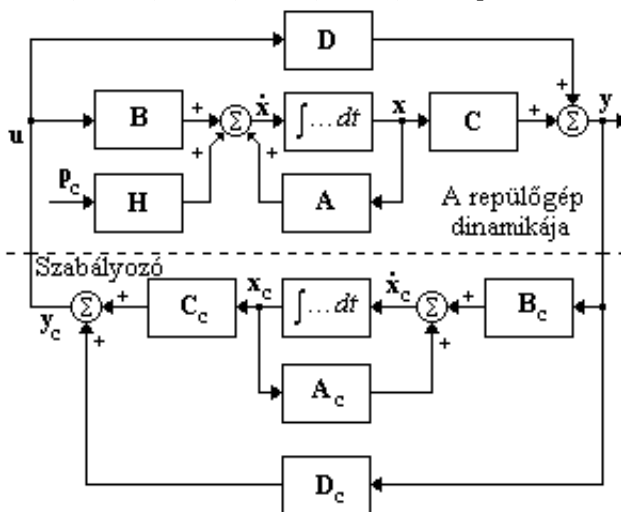 D
B
+
Σ
ẋ
∫...dt
x
C
+
+
Σ
y
u
+
+
p_c
H
A
A repülőgép
dinamikája
Szabályozó
y_c
Σ
+
C_c
x_c
∫...dt
ẋ_c
Σ
+
B_c
+
+
A_c
D_c